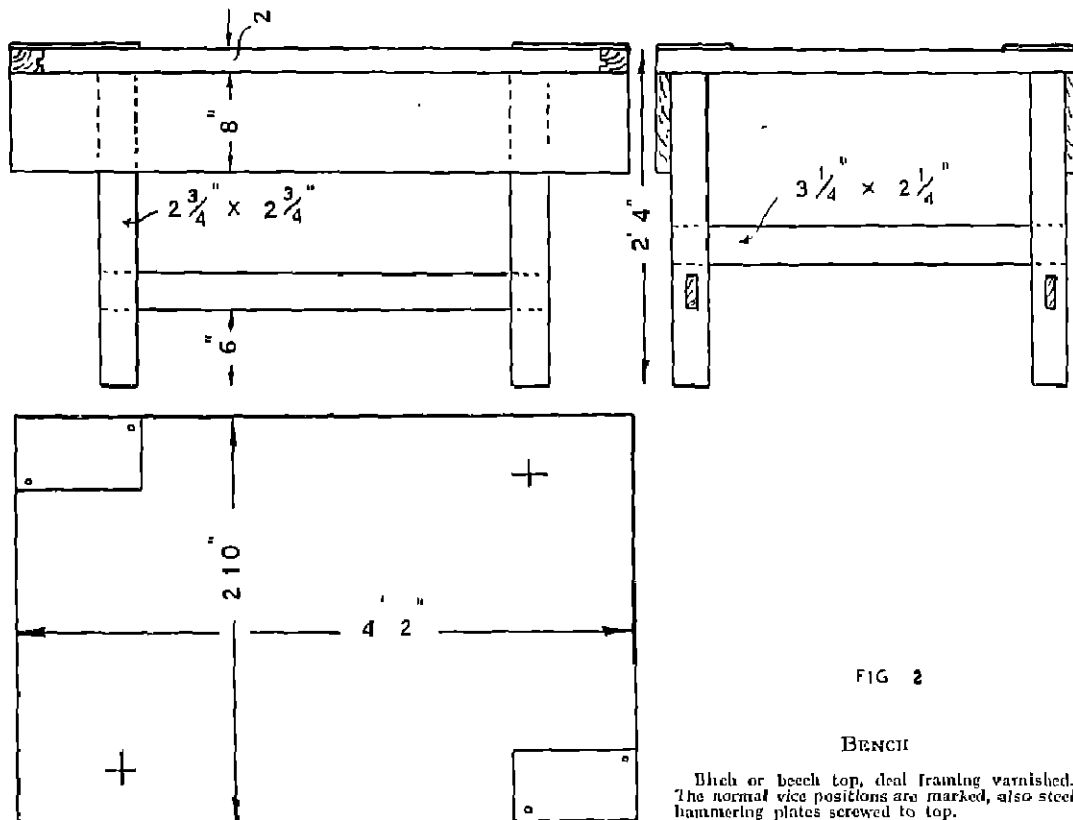 2
8"
2 3/4" x 2 3/4"
6"
2' 4"
3 1/4" x 2 1/4"
2 10"
4' 2"
FIG 2
BENCH
Birch or beech top, deal framing varnished.
The normal vice positions are marked, also steel
hammering plates screwed to top.